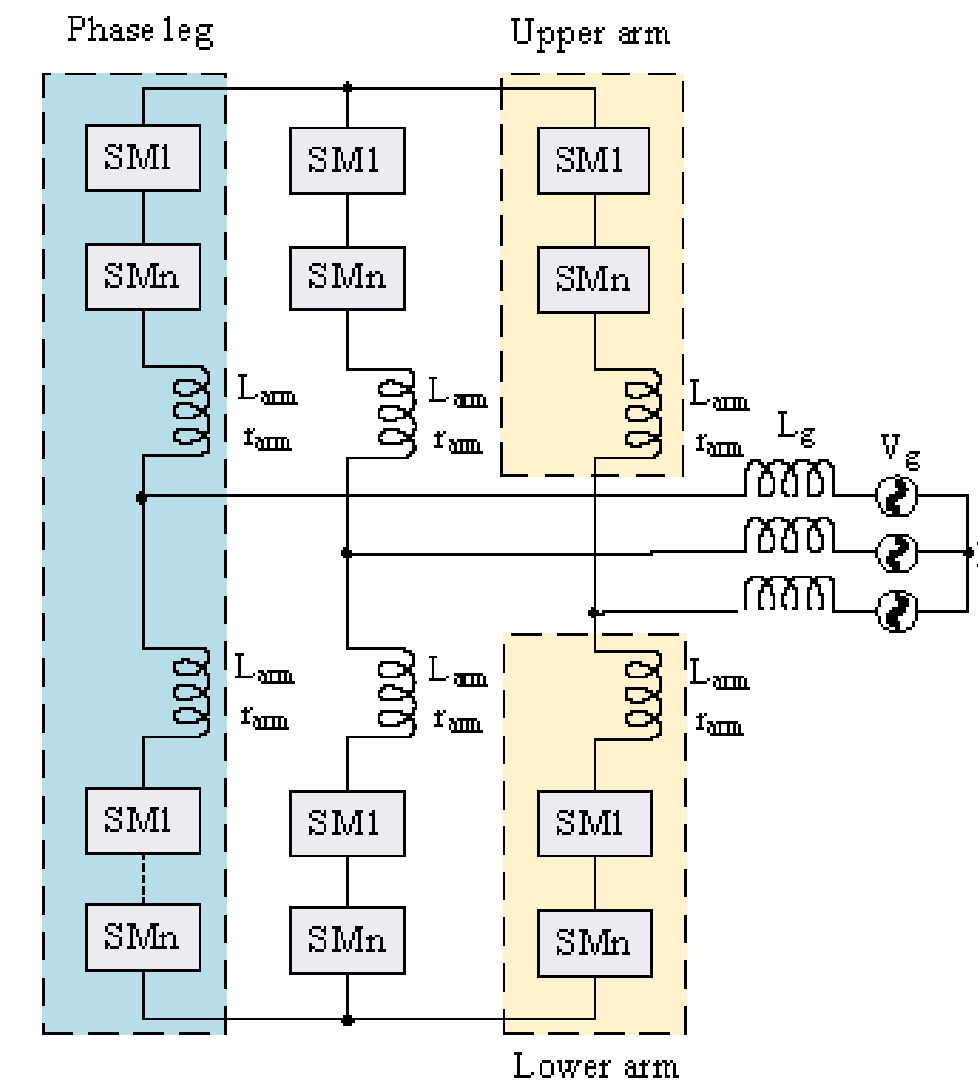 Phase leg
Upper arm
SM1
SM1
SM1
SMn
SMn
SMn
Larm
rarm
Larm
rarm
Larm
rarm
Lg
Vg
Larm
rarm
Larm
rarm
Larm
rarm
SM1
SM1
SM1
SMn
SMn
SMn
Lower arm